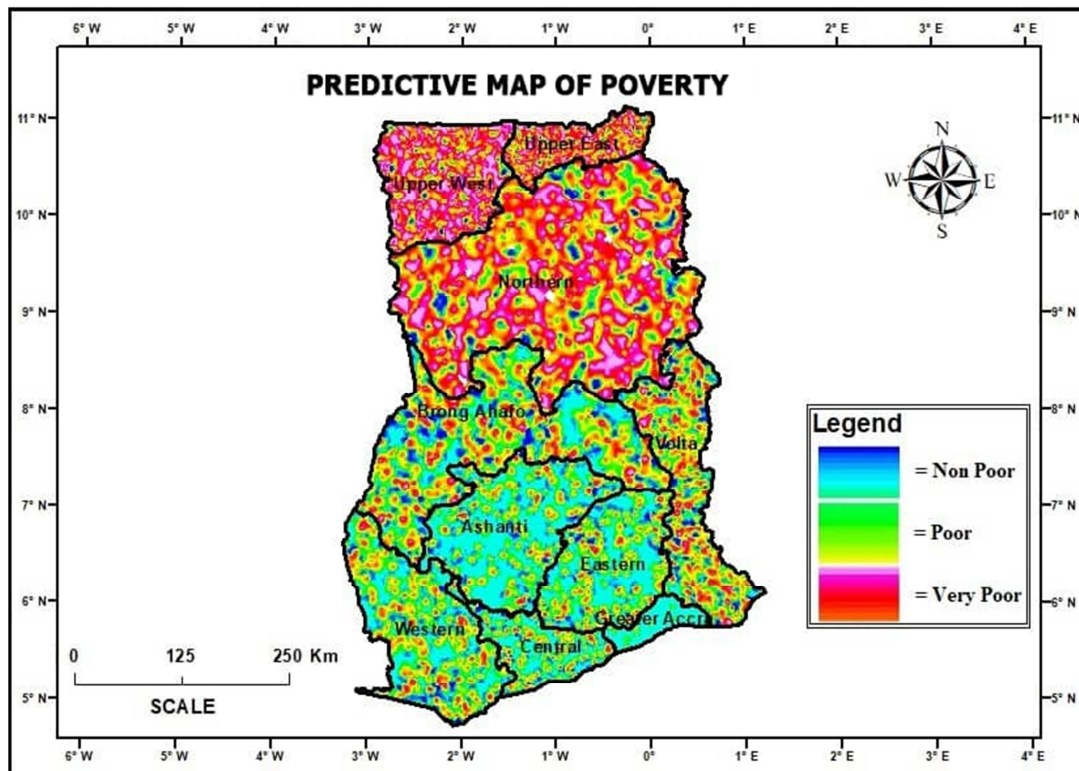 6° W 5° W 4° W 3° W 2° W 1° W 0° 1° E 2° E 3° E 4° E
PREDICTIVE MAP OF POVERTY
11° N 11° N
10° N 10° N
9° N 9° N
8° N 8° N
7° N 7° N
6° N 6° N
5° N 5° N
N
W E
S
Upper East
Upper West
Northern
Brong Ahafo
Volta
Ashanti
Eastern
Greater Accra
Western
Central
Legend
= Non Poor
= Poor
= Very Poor
0 125 250 Km
SCALE
6° W 5° W 4° W 3° W 2° W 1° W 0° 1° E 2° E 3° E 4° E